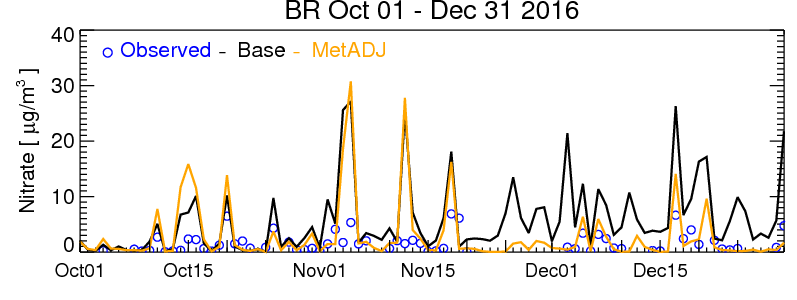 BR Oct 01 - Dec 31 2016
Observed - Base - MetADJ
Nitrate [ µg/m³ ]
40
30
20
10
0
Oct01 Oct15 Nov01 Nov15 Dec01 Dec15